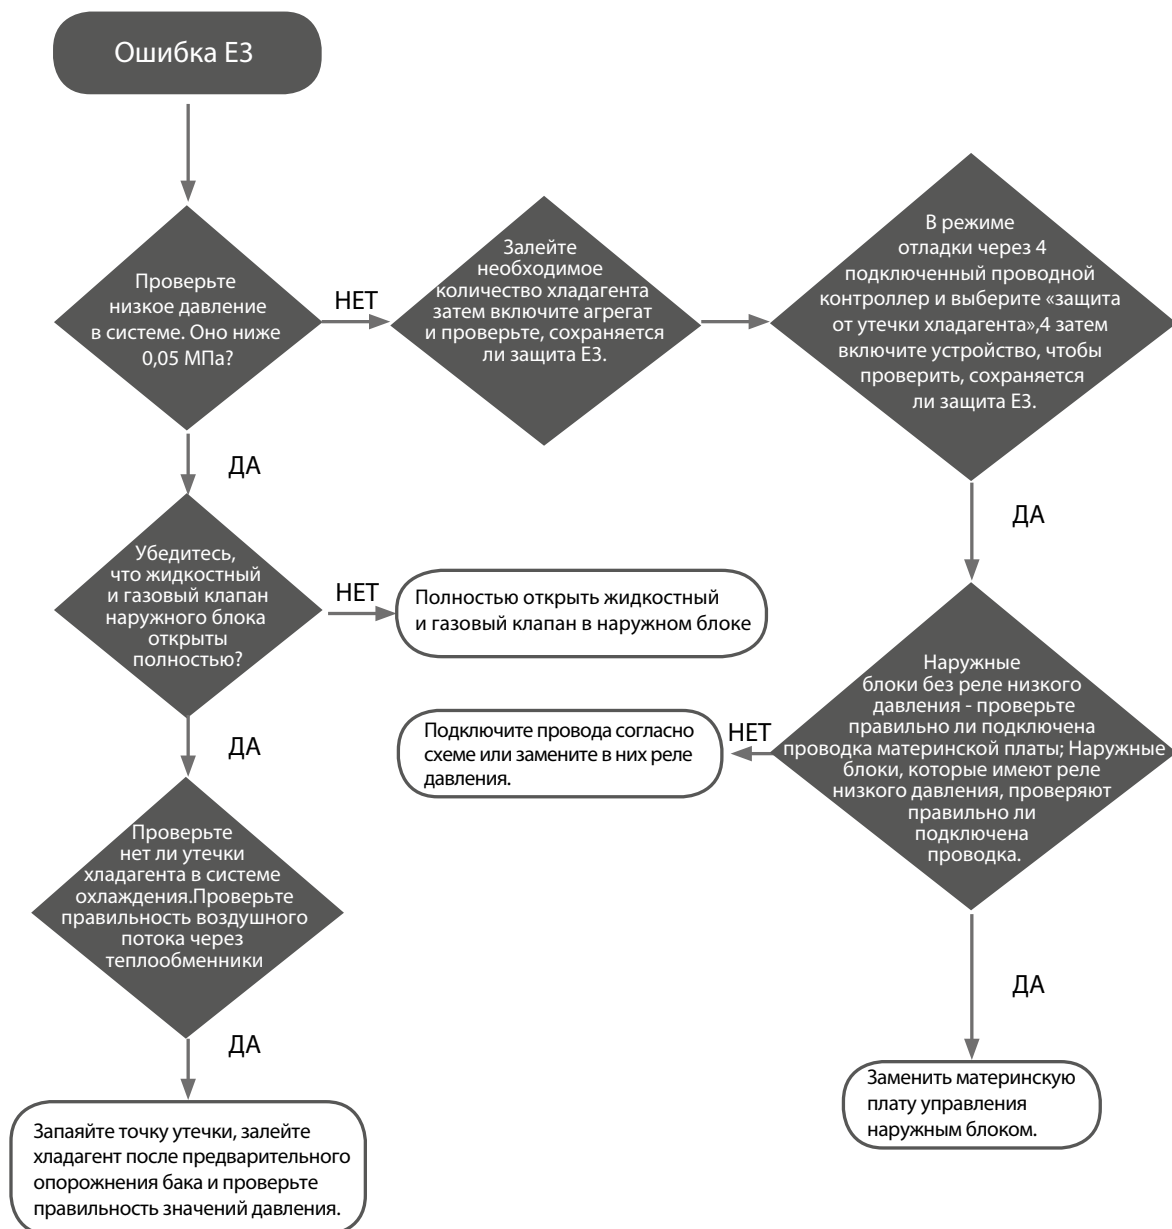 Ошибка E3
Проверьте
низкое давление
в системе. Оно ниже
0,05 МПа?
НЕТ
Залейте
необходимое
количество хладагента
затем включите агрегат
и проверьте, сохраняется
ли защита E3.
В режиме
отладки через 4
подключенный проводной
контроллер и выберите «защита
от утечки хладагента»,4 затем
включите устройство, чтобы
проверить, сохраняется
ли защита E3.
ДА
ДА
Убедитесь,
что жидкостный
и газовый клапан
наружного блока
открыты
полностью?
НЕТ
Полностью открыть жидкостный
и газовый клапан в наружном блоке
Наружные
блоки без реле низкого
давления - проверьте
правильно ли подключена
проводка материнской платы; Наружные
блоки, которые имеют реле
низкого давления, проверяют
правильно ли
подключена
проводка.
НЕТ
Подключите провода согласно
схеме или замените в них реле
давления.
ДА
Проверьте
нет ли утечки
хладагента в системе
охлаждения.Проверьте
правильность воздушного
потока через
теплообменники
ДА
ДА
Заменить материнскую
плату управления
наружным блоком.
Запаяйте точку утечки, залейте
хладагент после предварительного
опорожнения бака и проверьте
правильность значений давления.